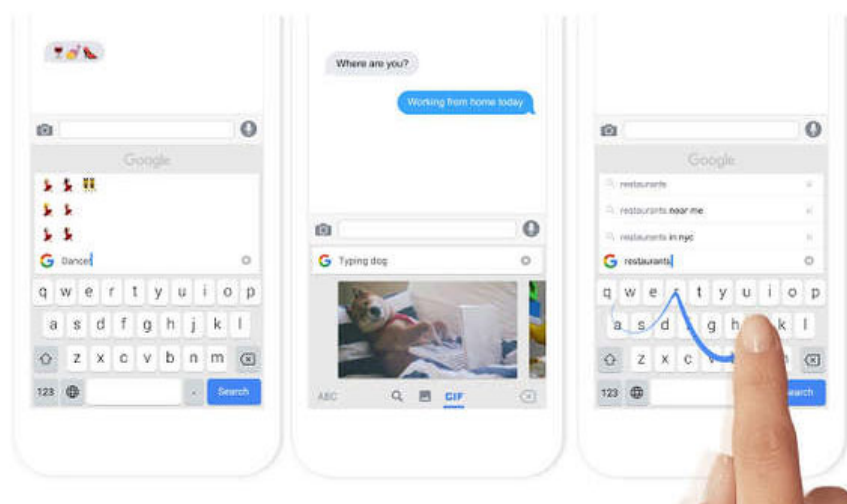 Google
Dancer
q w e r t y u i o p
a s d f g h j k l
z x c v b n m
123
Search
Where are you?
Working from home today
Typing dog
ABC
GIF
Google
restaurants
restaurants near me
restaurants in nyc
restaurants
q w e r t y u i o p
a s d g h k l
z x c v
123